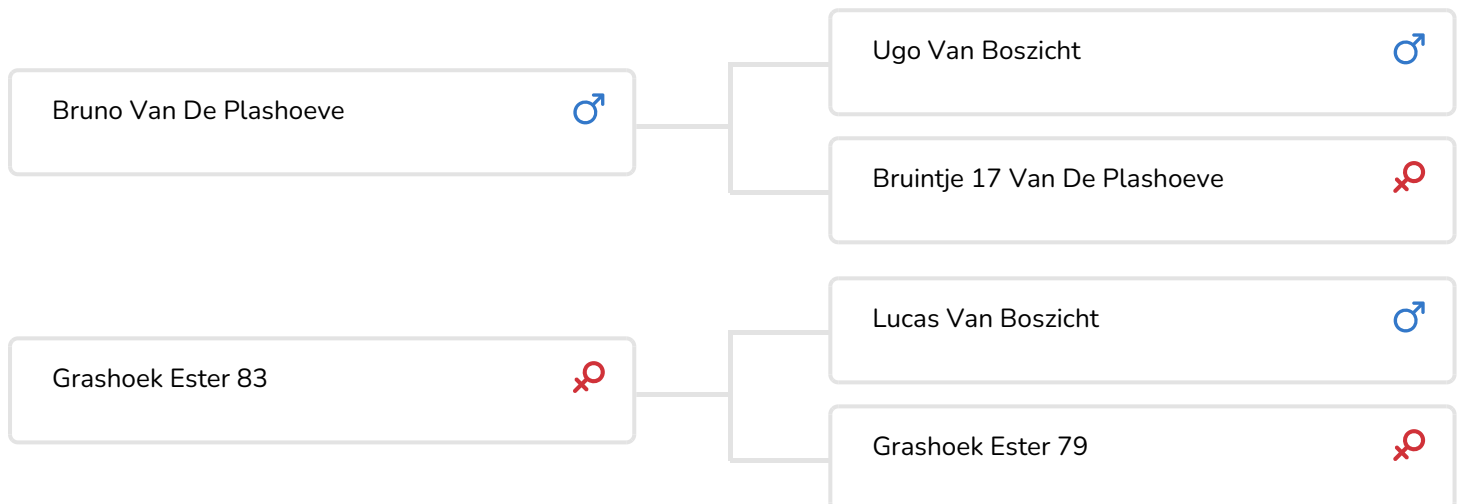 Ugo Van Boszicht
Bruno Van De Plashoeve
Bruintje 17 Van De Plashoeve
Lucas Van Boszicht
Grashoek Ester 83
Grashoek Ester 79